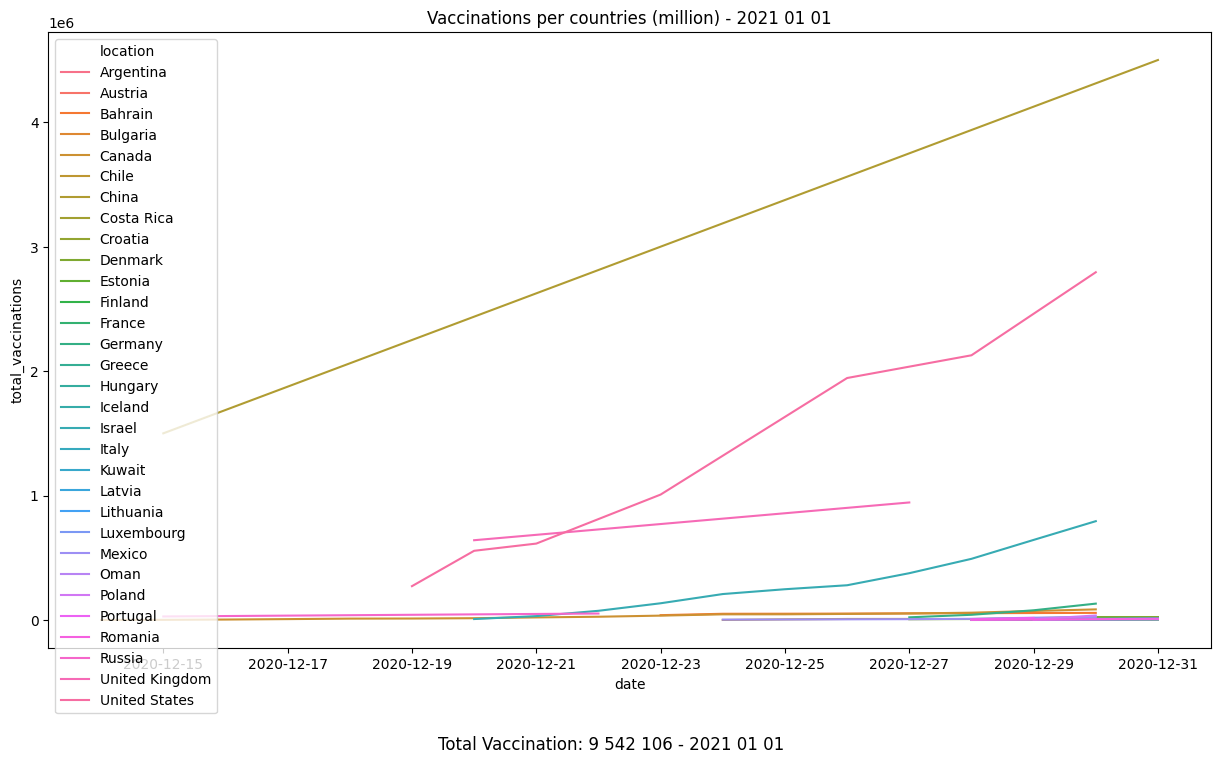 Vaccinations per countries (million) - 2021 01 01
1e6
location
Argentina
Austria
Bahrain
Bulgaria
Canada
Chile
China
Costa Rica
Croatia
Denmark
Estonia
Finland
France
Germany
Greece
Hungary
Iceland
Israel
Italy
Kuwait
Latvia
Lithuania
Luxembourg
Mexico
Oman
Poland
Portugal
Romania
Russia
United Kingdom
United States
total_vaccinations
4
3
2
1
0
2020-12-15 2020-12-17 2020-12-19 2020-12-21 2020-12-23 2020-12-25 2020-12-27 2020-12-29 2020-12-31
date
Total Vaccination: 9 542 106 - 2021 01 01